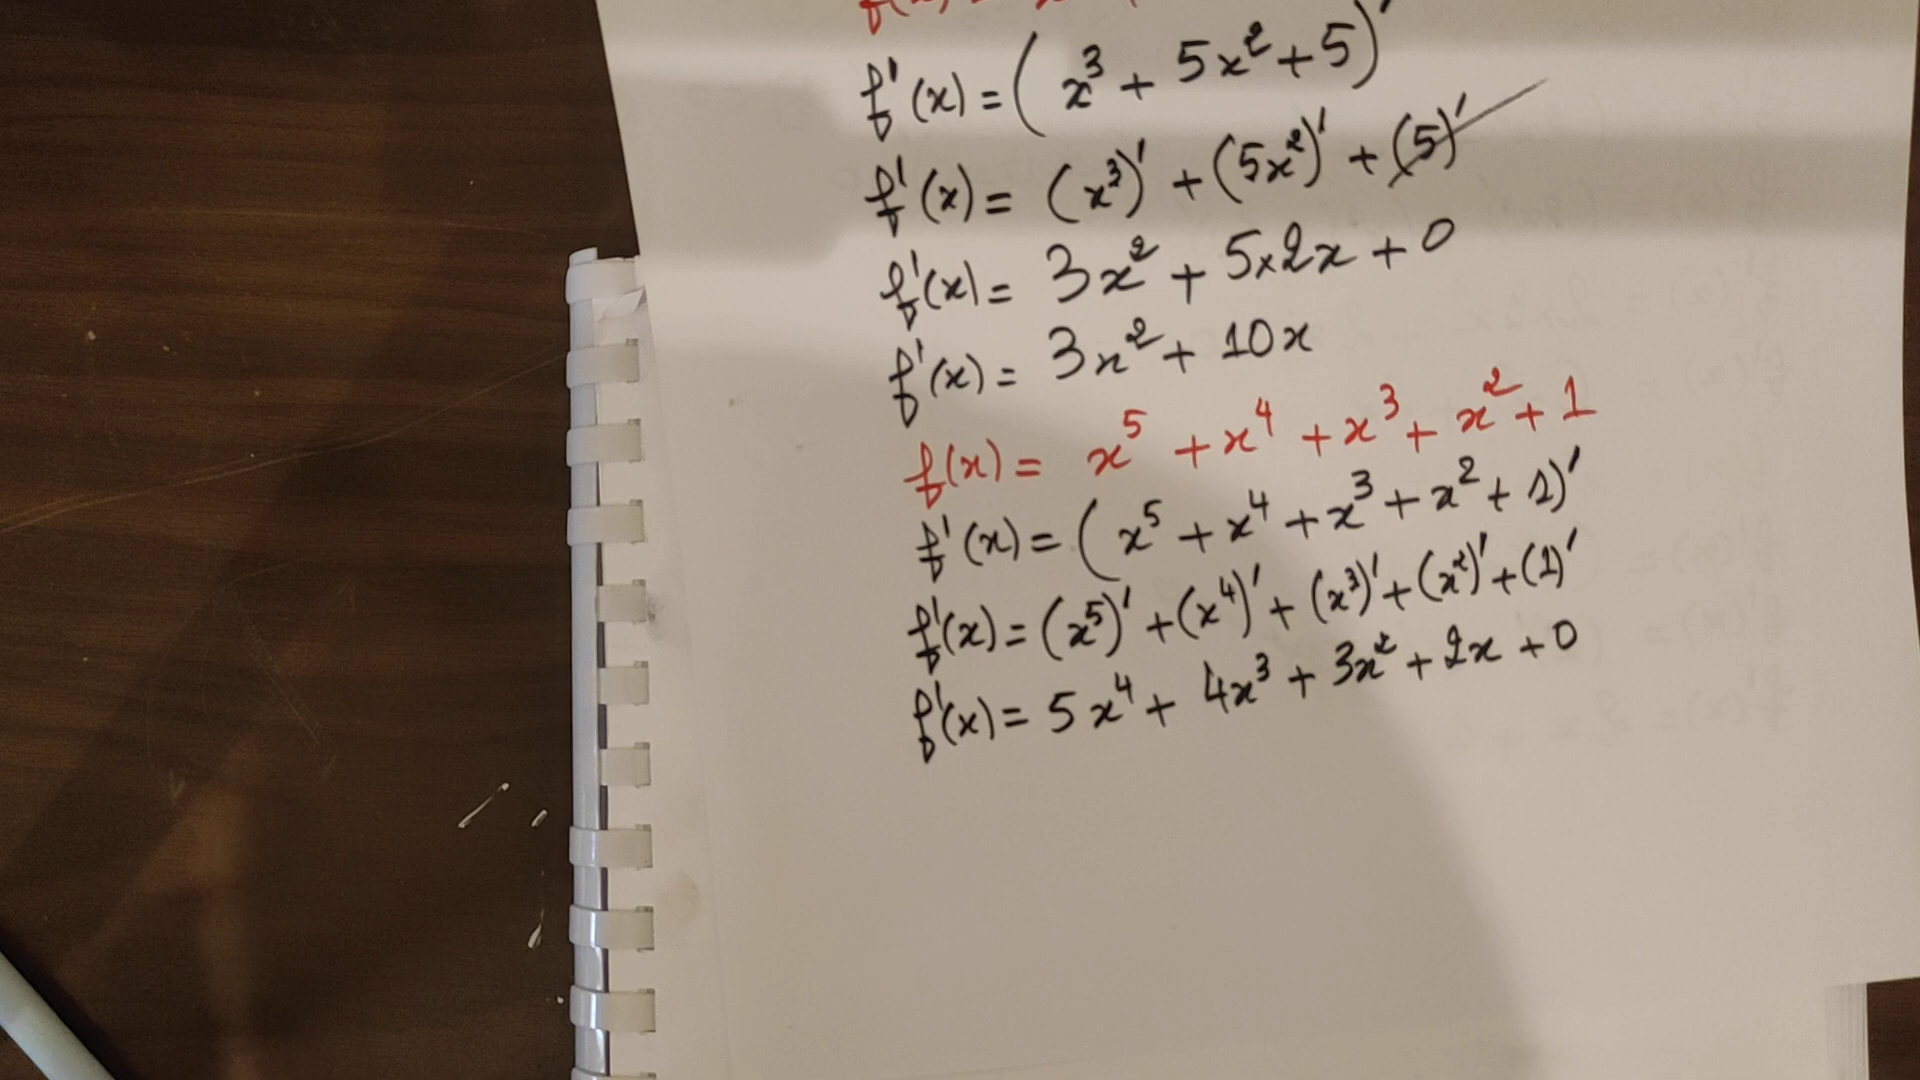 f'(x) = (x³ + 5x² + 5)'
f'(x) = (x³)' + (5x²)' + (5)'
f'(x) = 3x² + 5x2x + 0
f'(x) = 3x² + 10x
f(x) = x⁵ + x⁴ + x³ + x² + 1
f'(x) = (x⁵ + x⁴ + x³ + x² + 1)'
f'(x) = (x⁵)' + (x⁴)' + (x³)' + (x²)' + (1)'
f'(x) = 5x⁴ + 4x³ + 3x² + 2x + 0